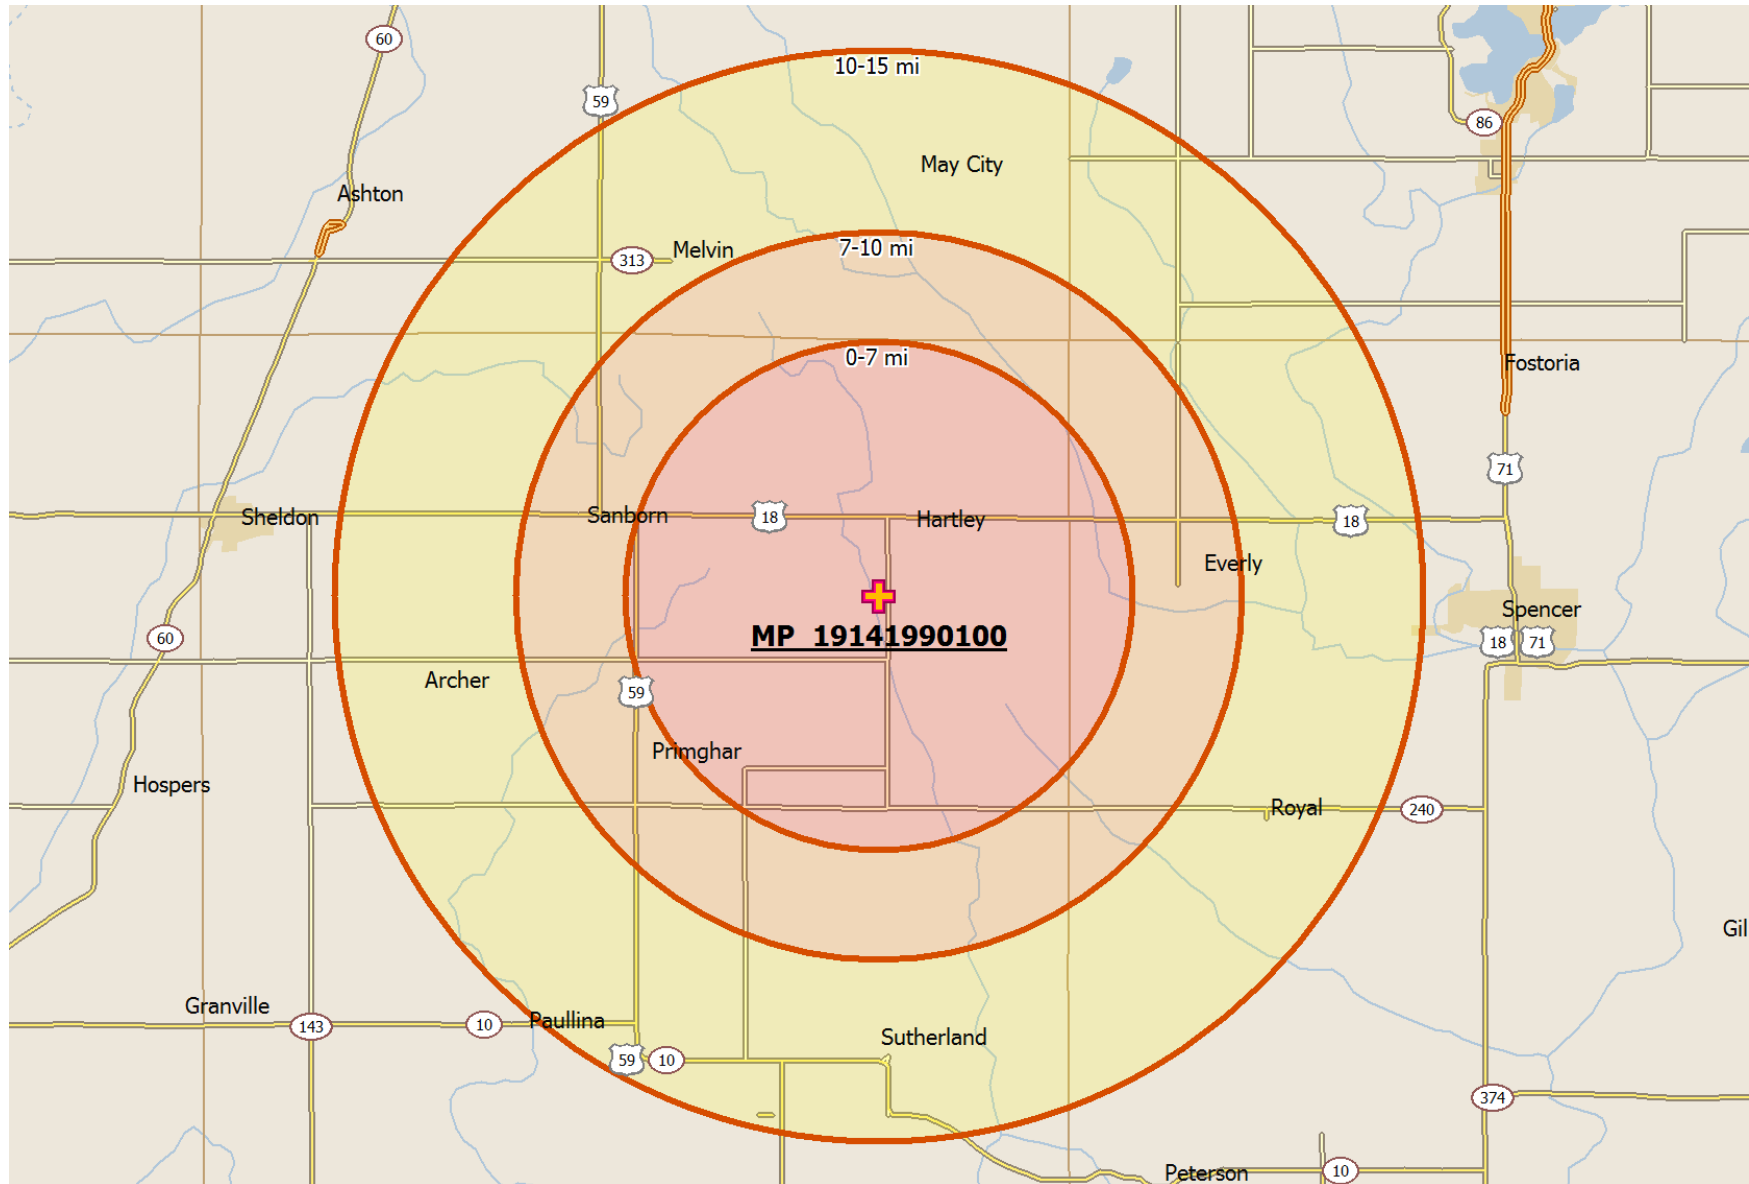 60
10-15 mi
59
86
May City
Ashton
7-10 mi
Melvin
313
0-7 mi
Fostoria
71
Sheldon
Sanborn
18
Hartley
18
Everly
Spencer
60
MP 19141990100
18
71
Archer
59
Primghar
Hospers
Royal
240
Gil
Granville
143
10
Paullina
Sutherland
59
10
374
Peterson
10